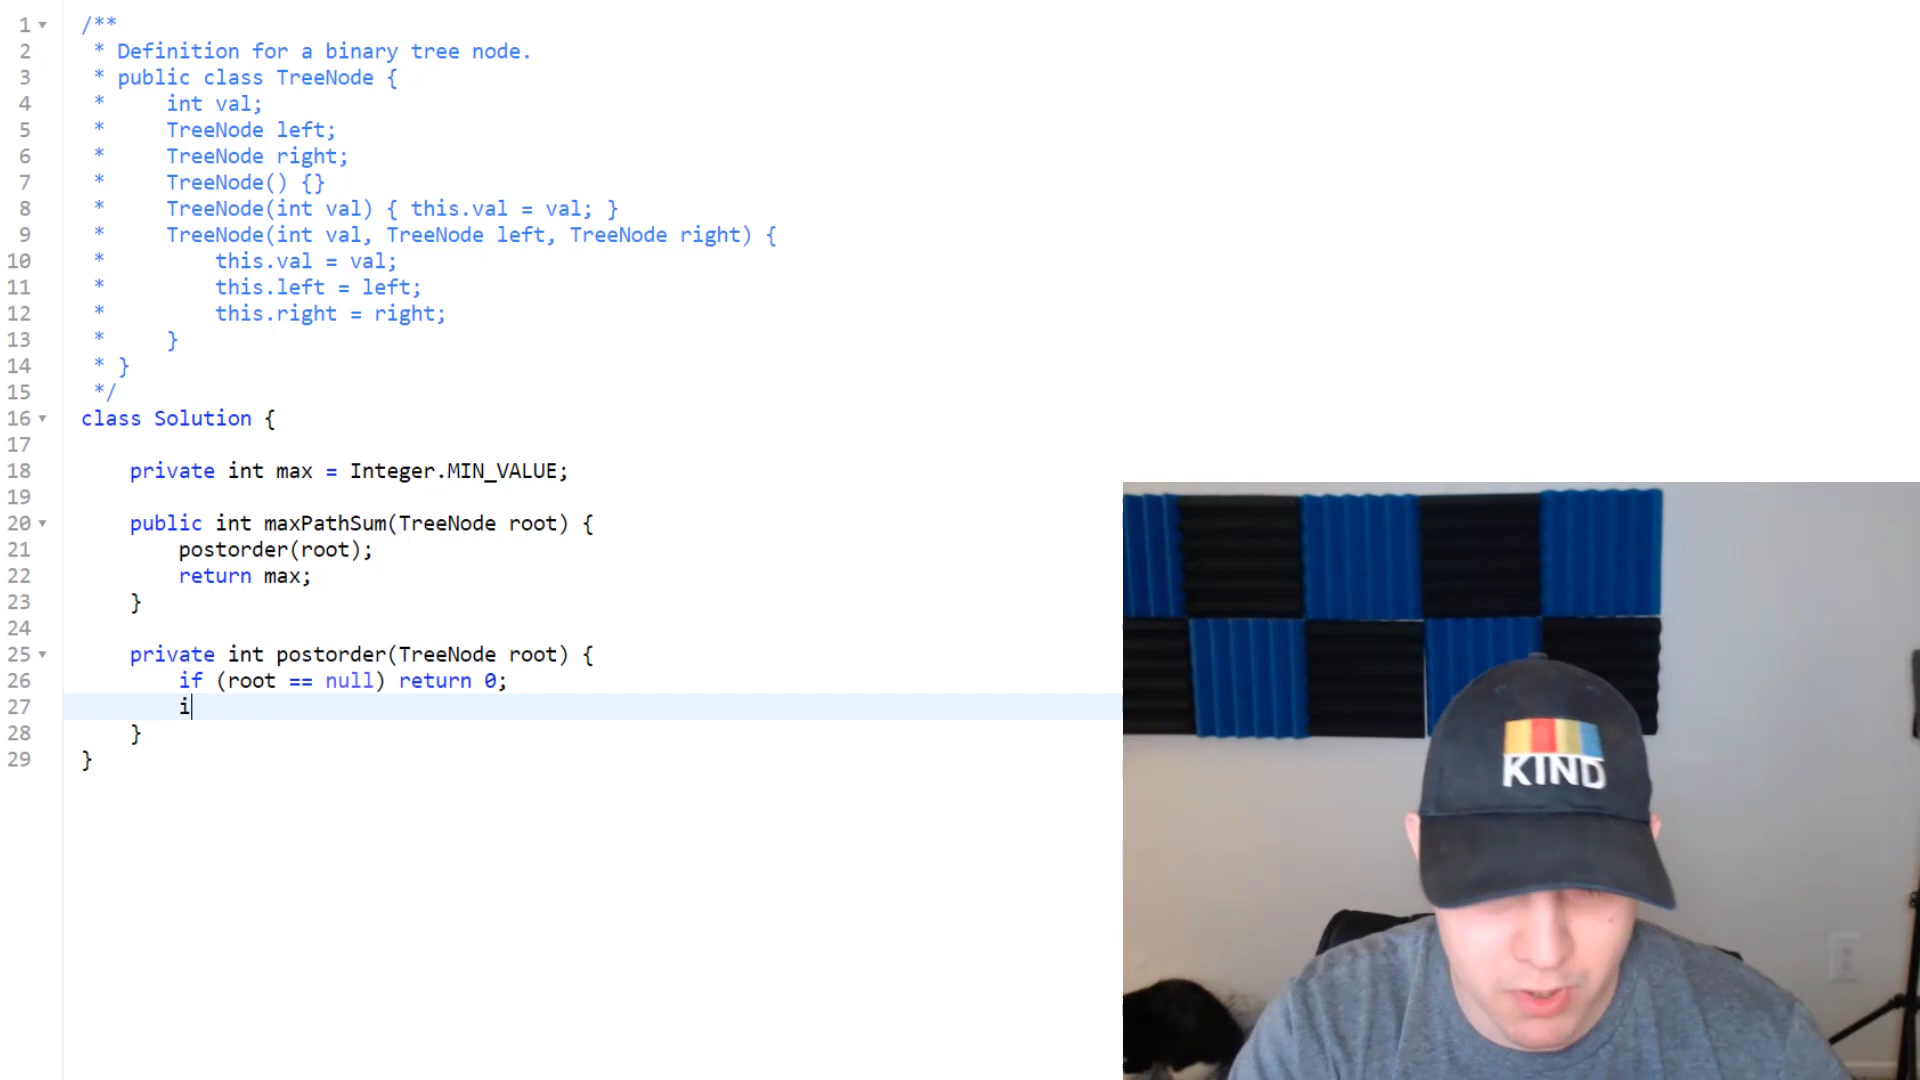 1 /**
2 * Definition for a binary tree node.
3 * public class TreeNode {
4 * int val;
5 * TreeNode left;
6 * TreeNode right;
7 * TreeNode() {}
8 * TreeNode(int val) { this.val = val; }
9 * TreeNode(int val, TreeNode left, TreeNode right) {
10 * this.val = val;
11 * this.left = left;
12 * this.right = right;
13 * }
14 * }
15 */
16 class Solution {
17
18 private int max = Integer.MIN_VALUE;
19
20 public int maxPathSum(TreeNode root) {
21 postorder(root);
22 return max;
23 }
24
25 private int postorder(TreeNode root) {
26 if (root == null) return 0;
27 i
28 }
29 }
KIND